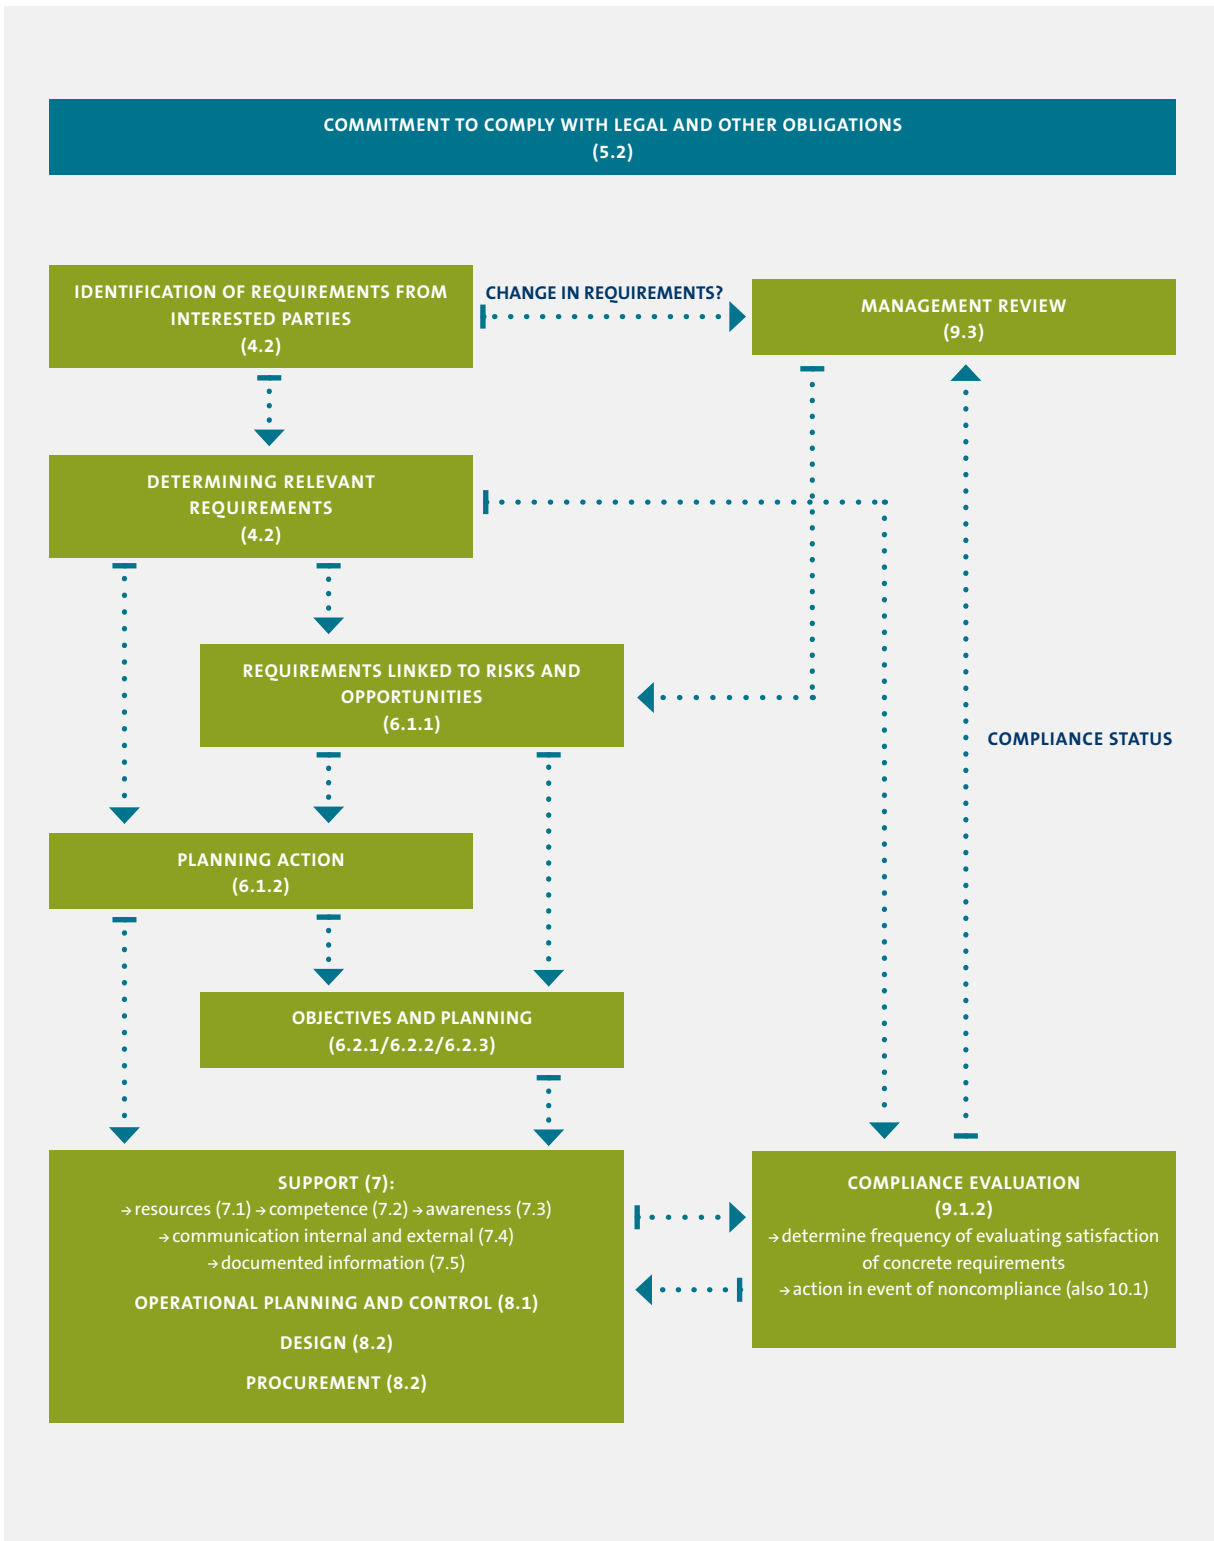 COMMITMENT TO COMPLY WITH LEGAL AND OTHER OBLIGATIONS
(5.2)
IDENTIFICATION OF REQUIREMENTS FROM
INTERESTED PARTIES
(4.2)
CHANGE IN REQUIREMENTS?
MANAGEMENT REVIEW
(9.3)
DETERMINING RELEVANT
REQUIREMENTS
(4.2)
REQUIREMENTS LINKED TO RISKS AND
OPPORTUNITIES
(6.1.1)
COMPLIANCE STATUS
PLANNING ACTION
(6.1.2)
OBJECTIVES AND PLANNING
(6.2.1/6.2.2/6.2.3)
SUPPORT (7):
→ resources (7.1) → competence (7.2) → awareness (7.3)
→ communication internal and external (7.4)
→ documented information (7.5)
OPERATIONAL PLANNING AND CONTROL (8.1)
DESIGN (8.2)
PROCUREMENT (8.2)
COMPLIANCE EVALUATION
(9.1.2)
→ determine frequency of evaluating satisfaction
of concrete requirements
→ action in event of noncompliance (also 10.1)